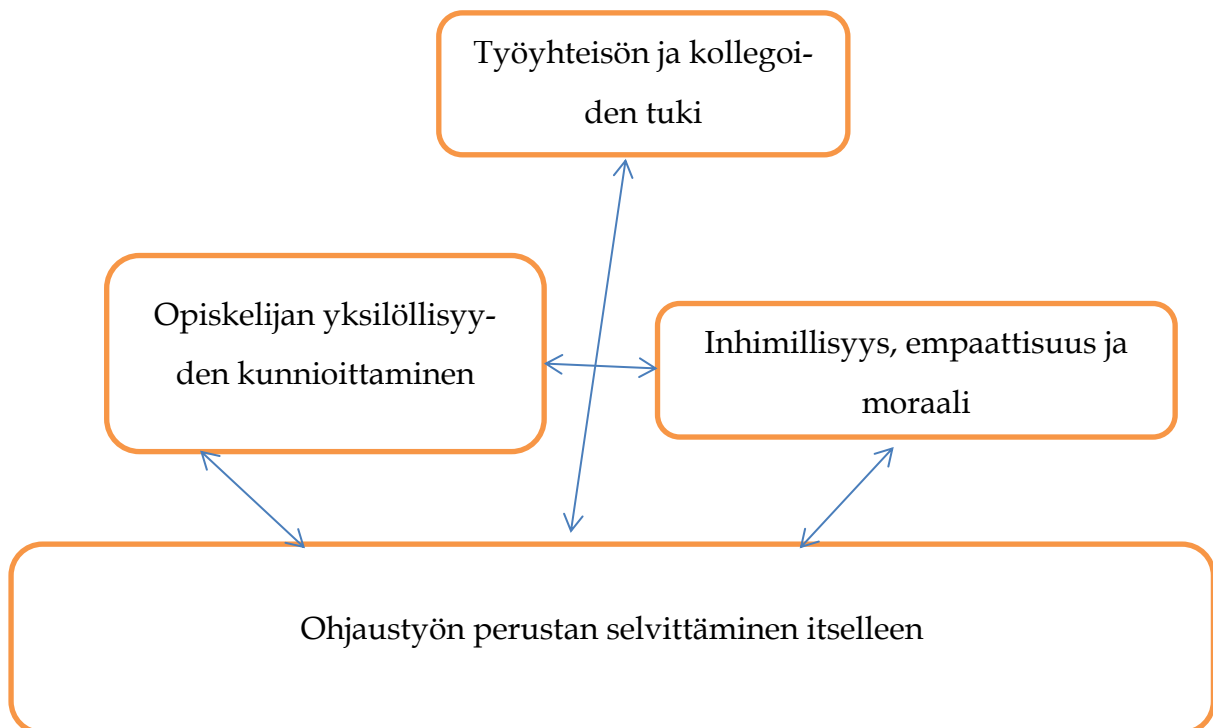 Työyhteisön ja kollegoi-
den tuki
Opiskelijan yksilöllisyy-
den kunnioittaminen
Inhimillisyys, empaattisuus ja
moraali
Ohjaustyön perustan selvittäminen itselleen